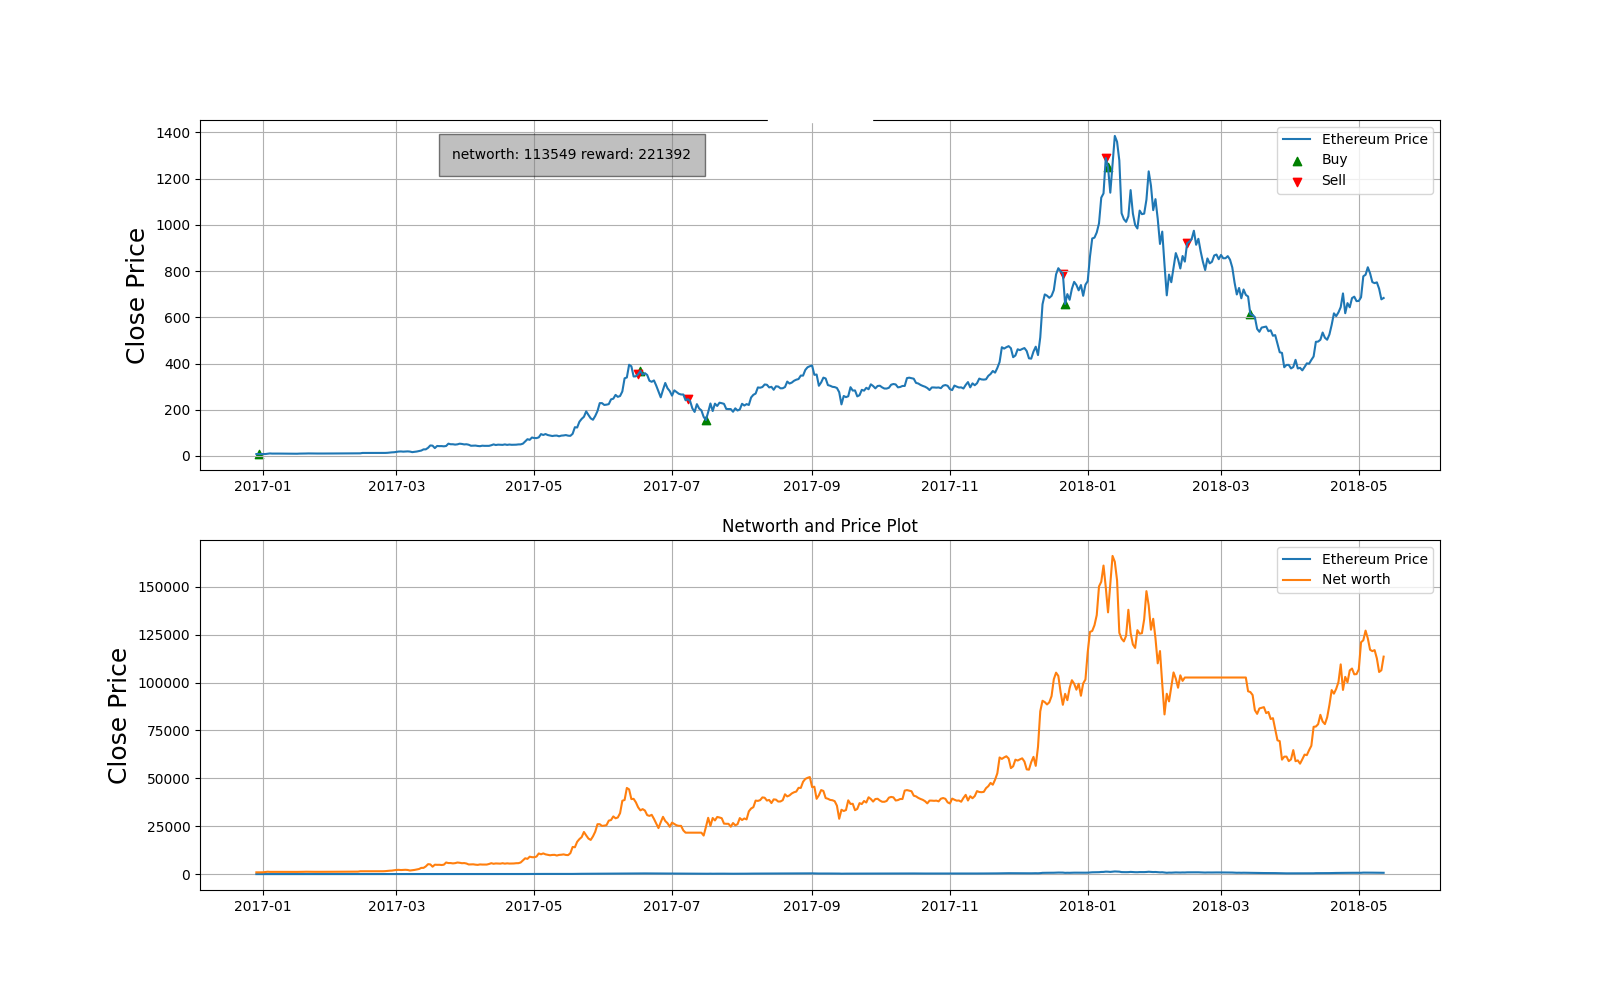 1400
1200
1000
800
600
400
200
0
Close Price
networth: 113549 reward: 221392
Ethereum Price
Buy
Sell
2017-01 2017-03 2017-05 2017-07 2017-09 2017-11 2018-01 2018-03 2018-05
Networth and Price Plot
150000
125000
100000
75000
50000
25000
0
Close Price
Ethereum Price
Net worth
2017-01 2017-03 2017-05 2017-07 2017-09 2017-11 2018-01 2018-03 2018-05